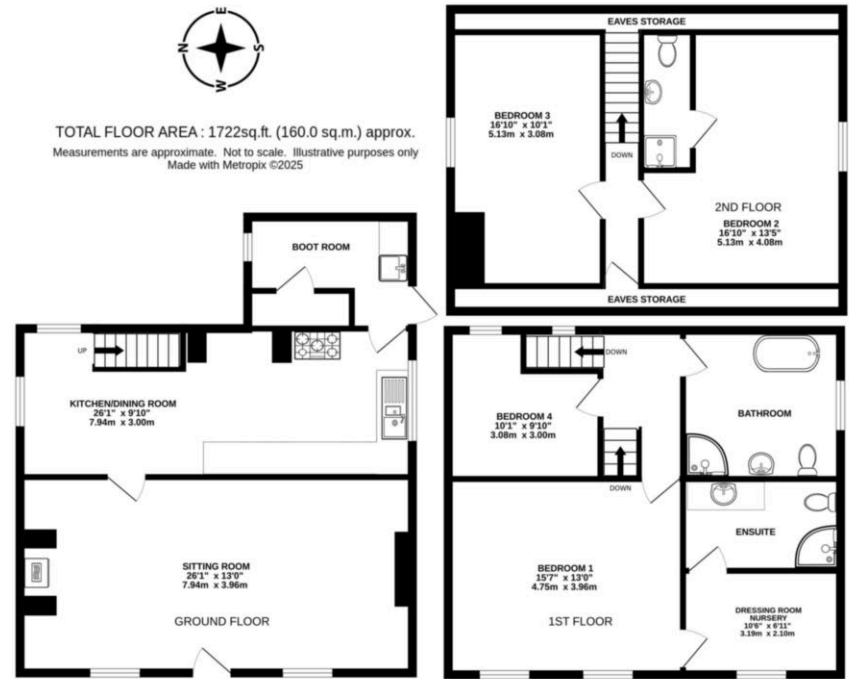 E
N
S
W
TOTAL FLOOR AREA : 1722sq.ft. (160.0 sq.m.) approx.
Measurements are approximate. Not to scale. Illustrative purposes only
Made with Metropix ©2025
EAVES STORAGE
BEDROOM 3
16'10" x 10'1"
5.13m x 3.08m
DOWN
2ND FLOOR
BEDROOM 2
16'10" x 13'5"
5.13m x 4.08m
EAVES STORAGE
BOOT ROOM
UP
KITCHEN/DINING ROOM
26'1" x 9'10"
7.94m x 3.00m
SITTING ROOM
26'1" x 13'0"
7.94m x 3.96m
GROUND FLOOR
DOWN
BEDROOM 4
10'1" x 9'10"
3.08m x 3.00m
BATHROOM
DOWN
ENSUITE
BEDROOM 1
15'7" x 13'0"
4.75m x 3.96m
1ST FLOOR
DRESSING ROOM
NURSERY
10'6" x 6'11"
3.19m x 2.10m